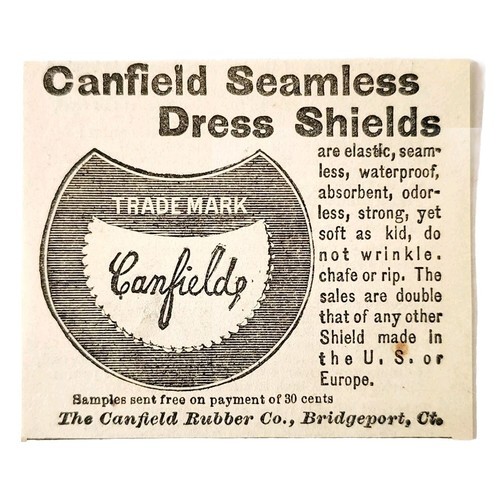 Canfield Seamless
Dress Shields
TRADE MARK
Canfield
are elastic, seam-
less, waterproof,
absorbent, odor-
less, strong, yet
soft as kid, do
not wrinkle.
chafe or rip. The
sales are double
that of any other
Shield made in
the U. S. or
Europe.
Samples sent free on payment of 30 cents
The Canfield Rubber Co., Bridgeport, Ct.